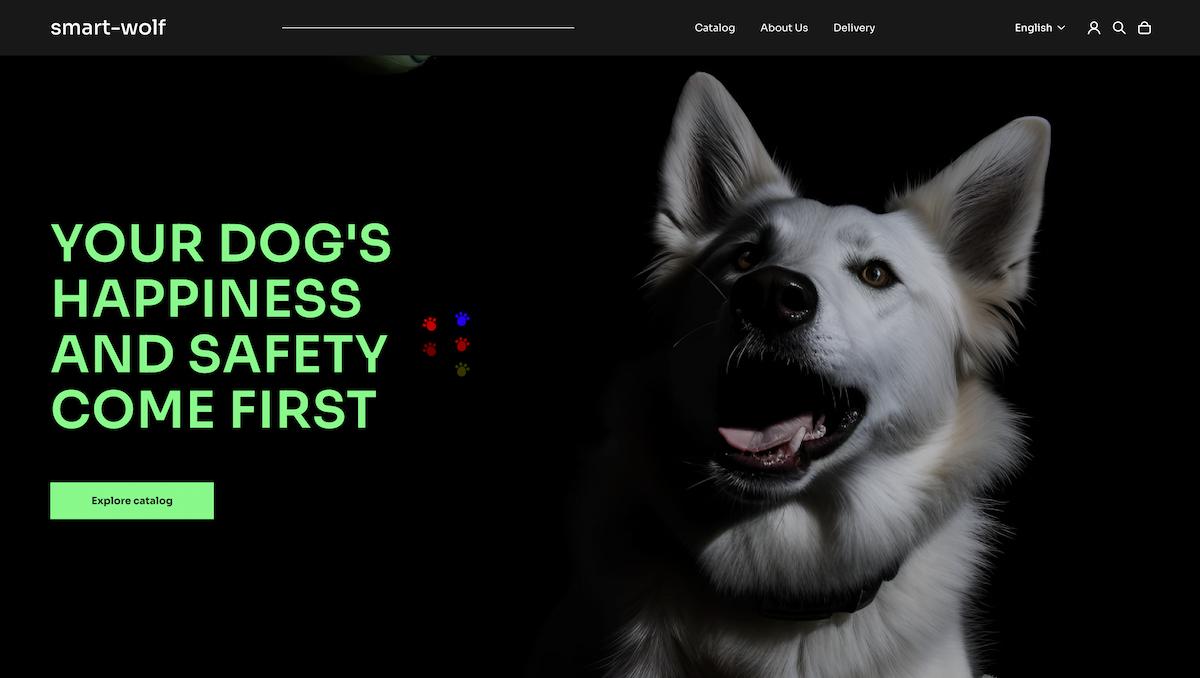 smart-wolf
Catalog
About Us
Delivery
English
YOUR DOG'S
HAPPINESS
AND SAFETY
COME FIRST
Explore catalog